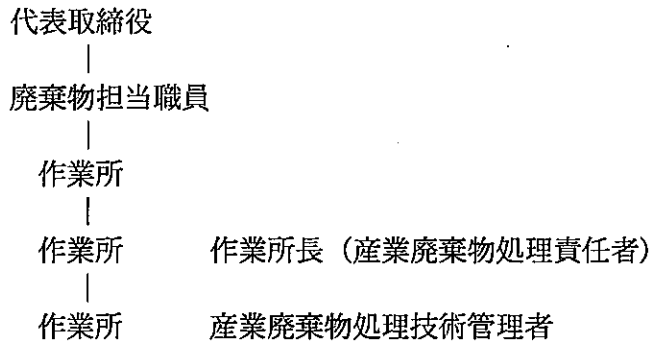 代表取締役
廃棄物担当職員
作業所
作業所 作業所長（産業廃棄物処理責任者）
作業所 産業廃棄物処理技術管理者